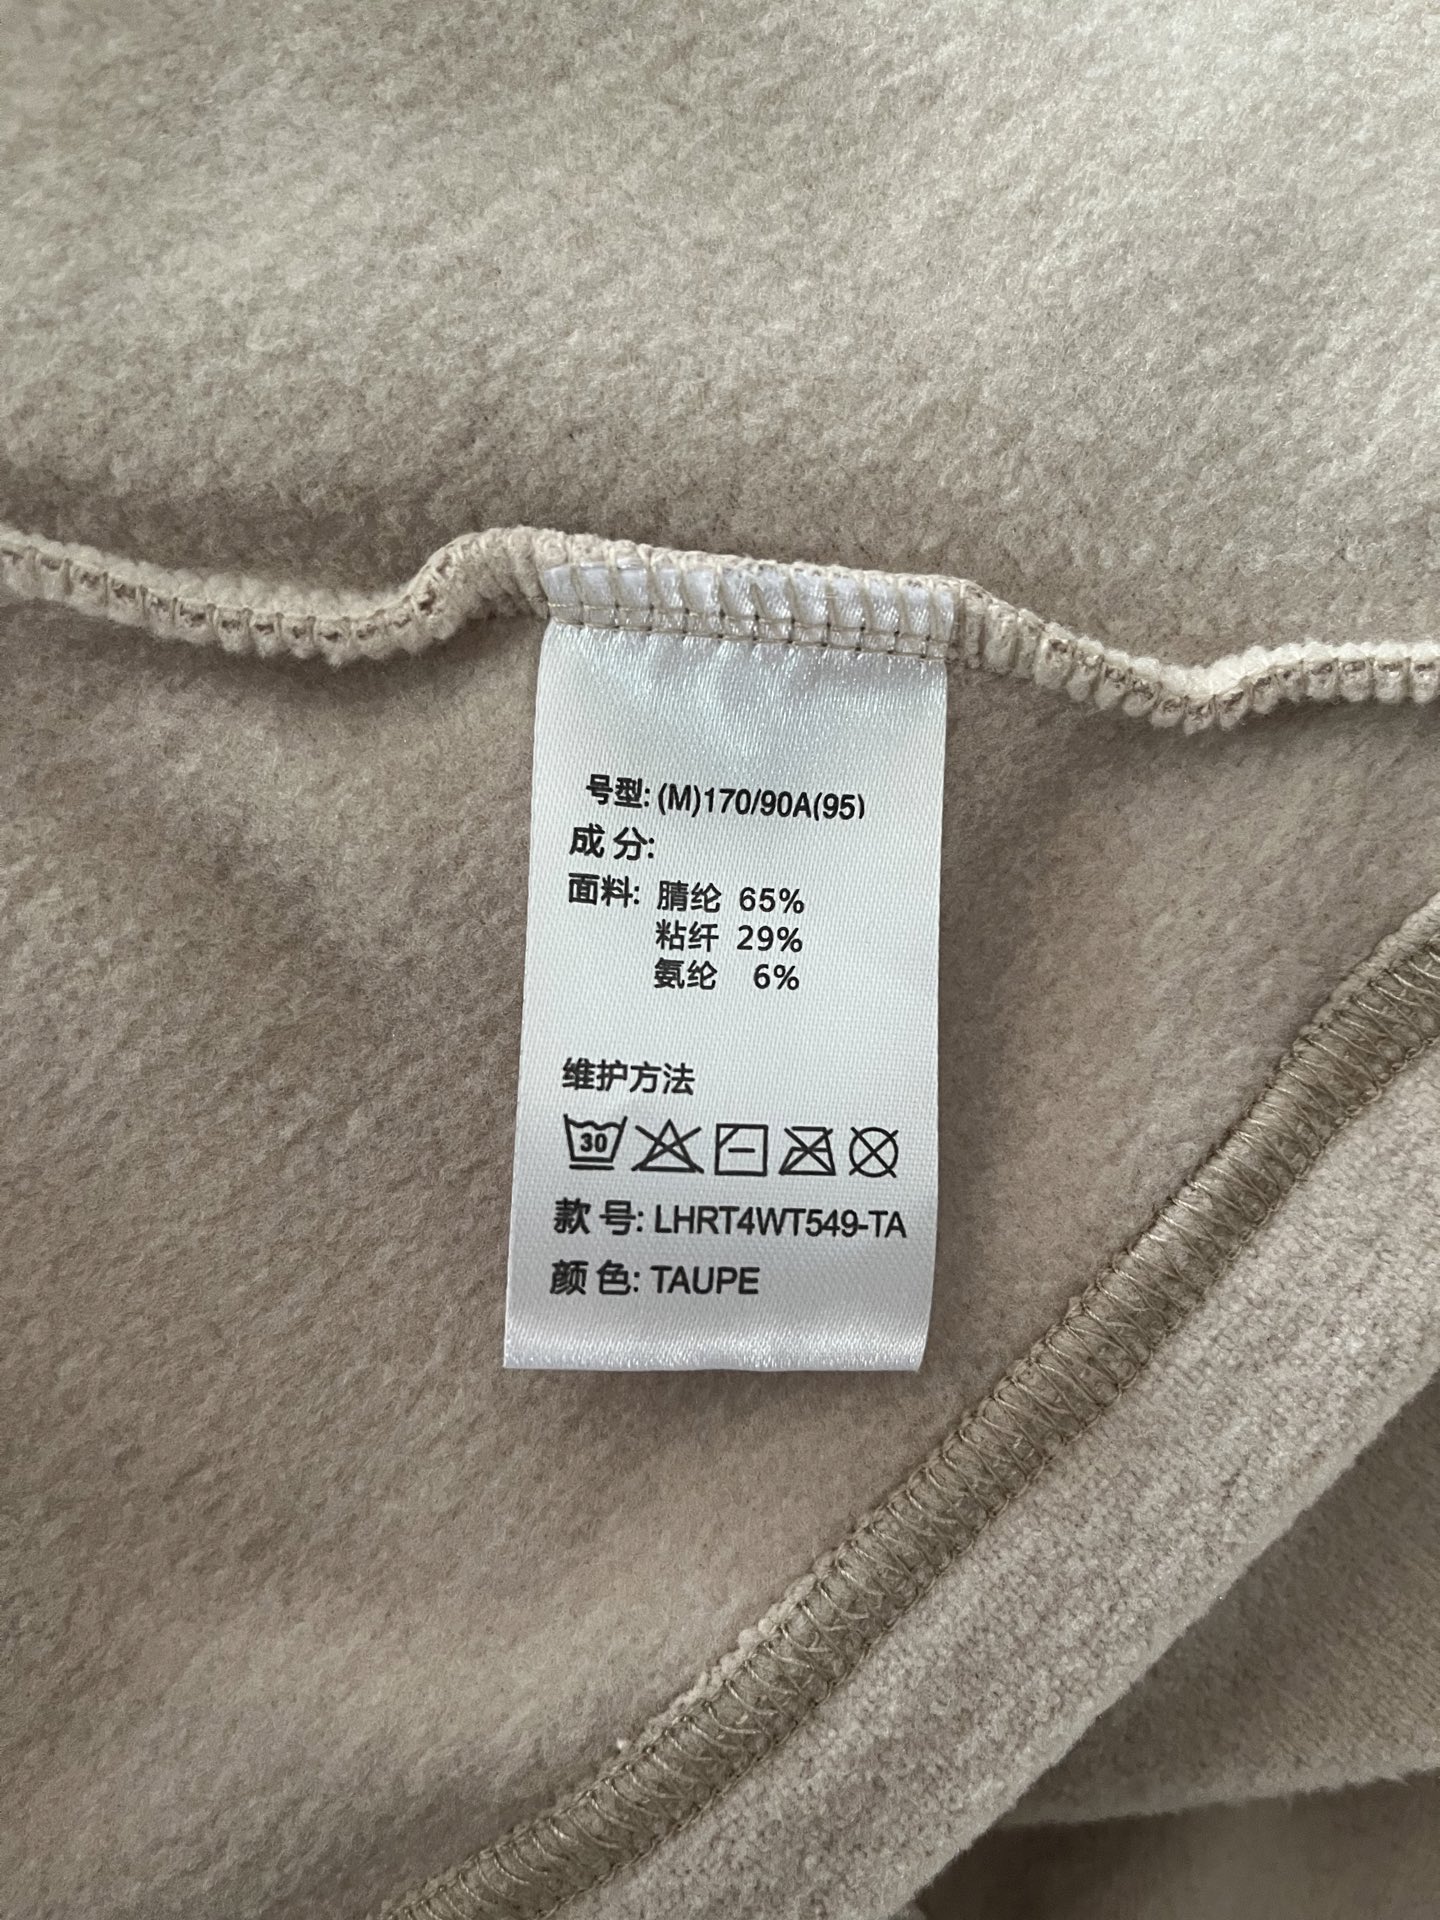 号型: (M)170/90A(95)
成 分:
面料: 腈纶 65%
粘纤 29%
氨纶 6%
维护方法
30
款 号: LHRT4WT549-TA
颜 色: TAUPE